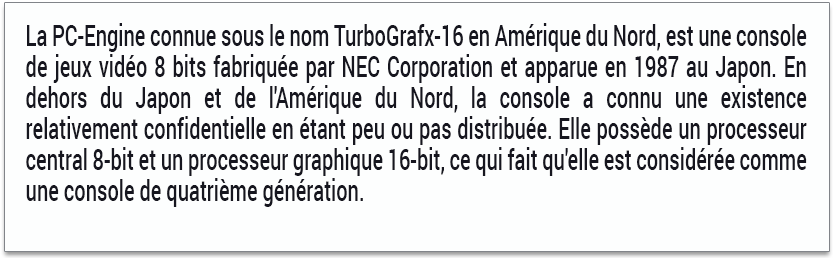 La PC-Engine connue sous le nom TurboGrafx-16 en Amérique du Nord, est une console
de jeux vidéo 8 bits fabriquée par NEC Corporation et apparue en 1987 au Japon. En
dehors du Japon et de l'Amérique du Nord, la console a connu une existence
relativement confidentielle en étant peu ou pas distribuée. Elle possède un processeur
central 8-bit et un processeur graphique 16-bit, ce qui fait qu'elle est considérée comme
une console de quatrième génération.